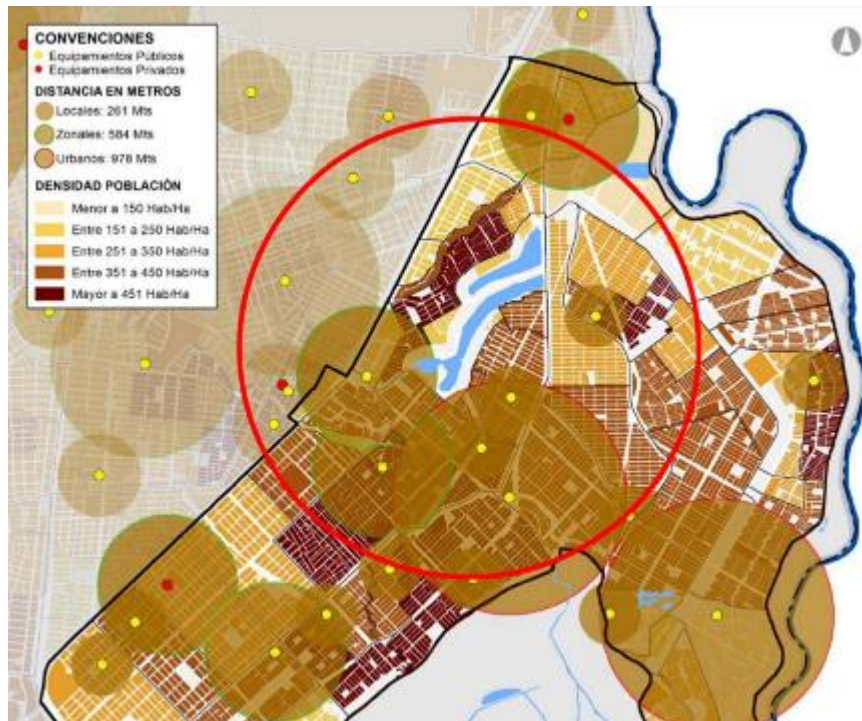 CONVENCIONES
Equipamientos Públicos
Equipamientos Privados
DISTANCIA EN METROS
Locales: 261 Mts
Zonales: 584 Mts
Urbanos: 978 Mts
DENSIDAD POBLACIÓN
Menor a 150 Hab/Ha
Entre 151 a 250 Hab/Ha
Entre 251 a 350 Hab/Ha
Entre 351 a 450 Hab/Ha
Mayor a 451 Hab/Ha